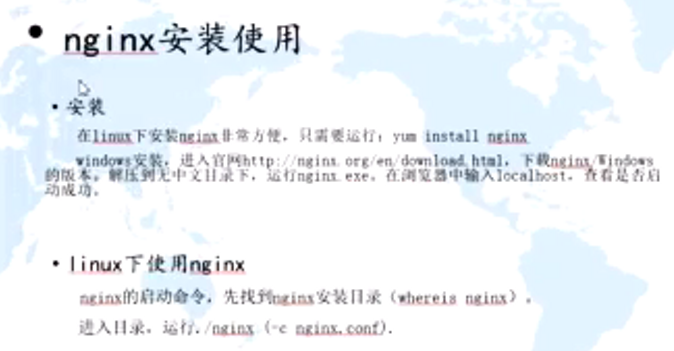 • nginx安装使用
• 安装
在linux下安装nginx非常方便，只需要运行：yum install nginx
windows安装，进入官网http://nginx.org/en/download.html，下载nginx/Windows
的版本。解压到无中文目录下，运行nginx.exe。在浏览器中输入localhost，查看是否启
动成功。
• linux下使用nginx
nginx的启动命令，先找到nginx安装目录（whereis nginx）。
进入目录，运行./nginx (-c nginx.conf).